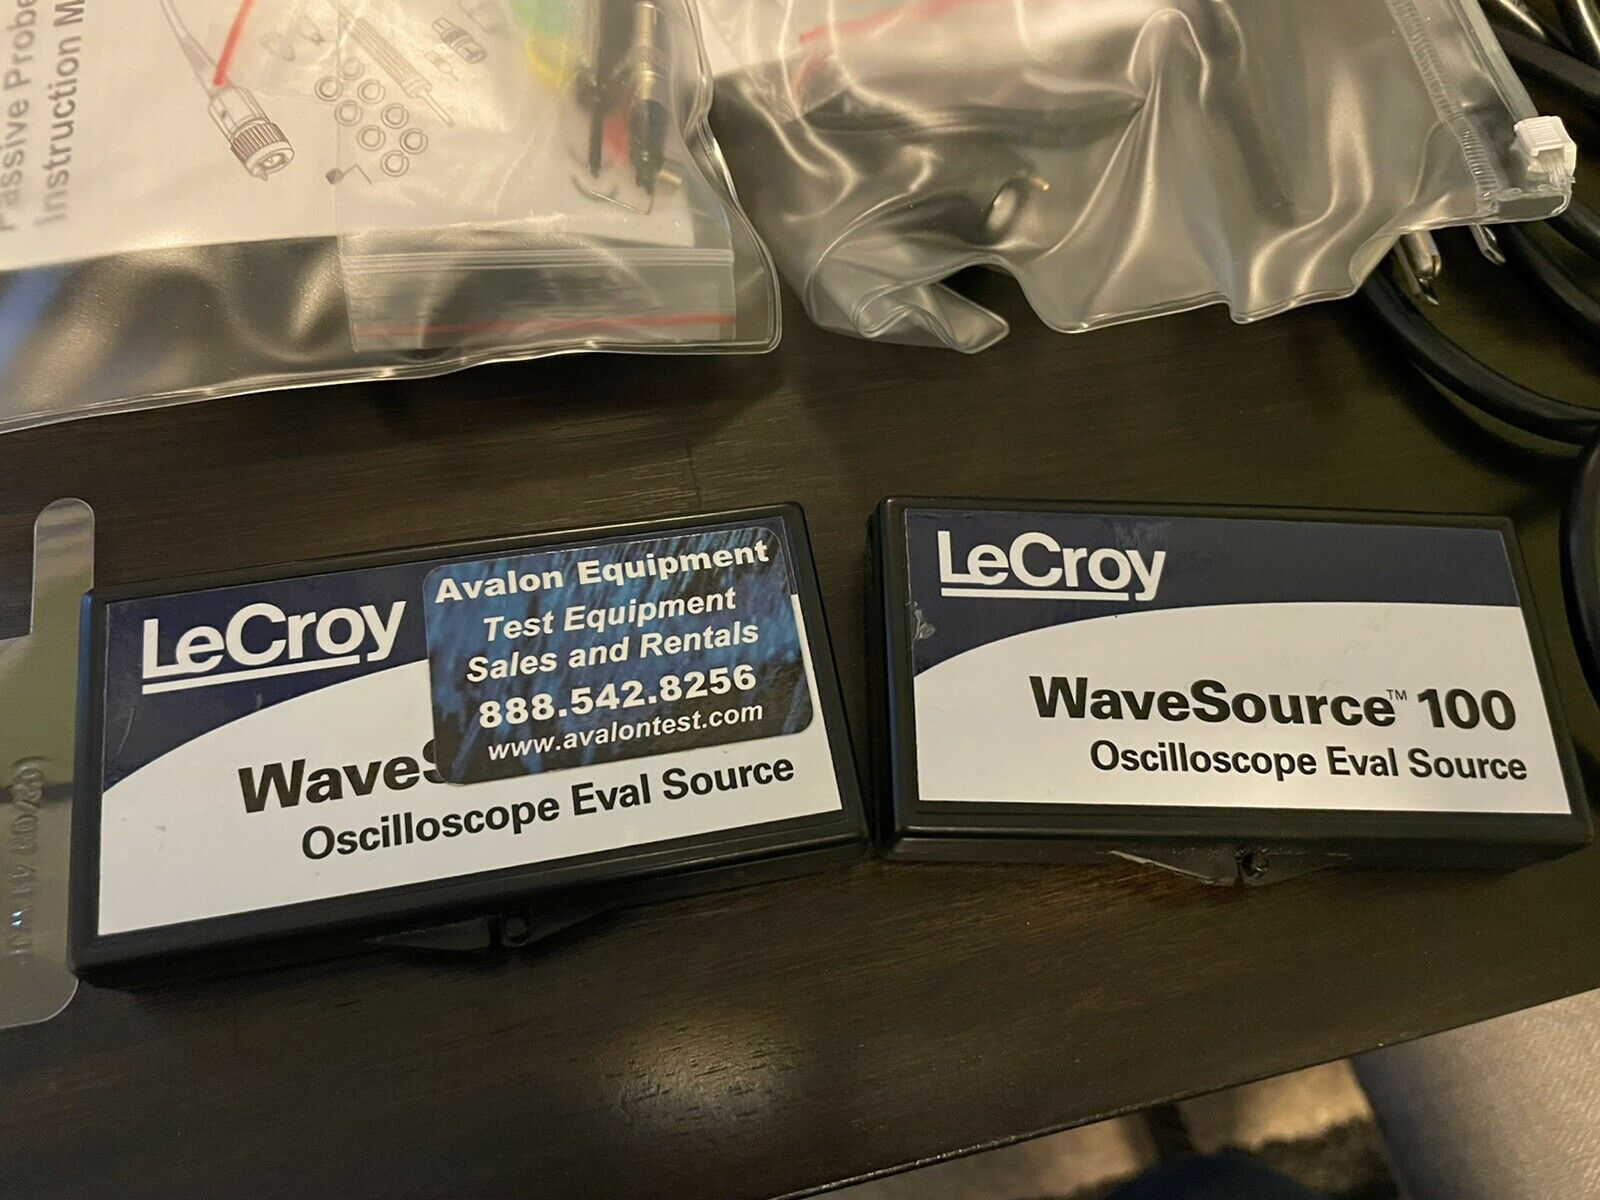 Passive Probe
Instruction M
LeCroy
Avalon Equipment
Test Equipment
Sales and Rentals
888.542.8256
www.avalontest.com
WaveS
Oscilloscope Eval Source
LeCroy
WaveSource™ 100
Oscilloscope Eval Source